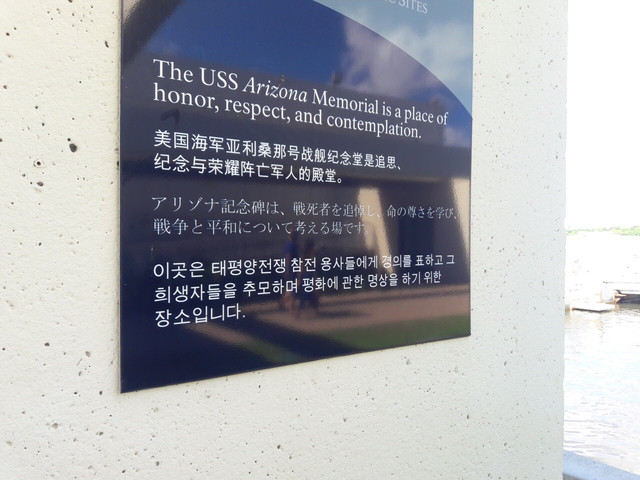 SITES
The USS Arizona Memorial is a place of
honor, respect, and contemplation.
美国海军亚利桑那号战舰纪念堂是追思、
纪念与荣耀阵亡军人的殿堂。
アリゾナ記念碑は、戦死者を追悼し、命の尊さを学び、
戦争と平和について考える場です。
이곳은 태평양전쟁 참전 용사들에게 경의를 표하고 그
희생자들을 추모하며 평화에 관한 명상을 하기 위한
장소입니다.